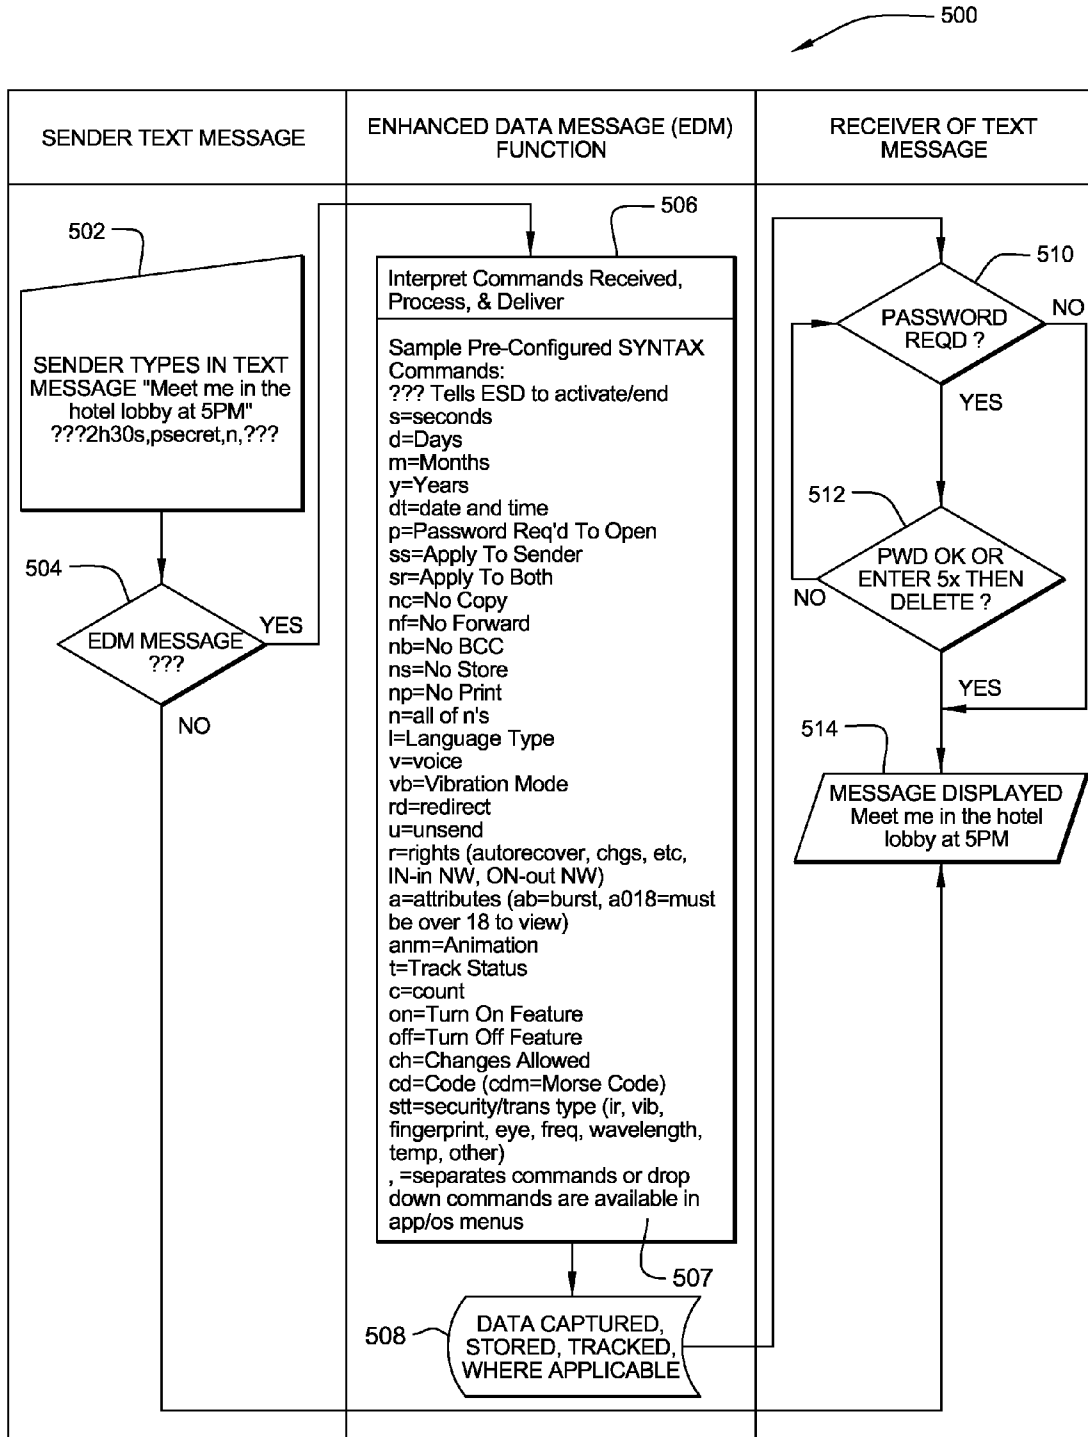 500
SENDER TEXT MESSAGE
ENHANCED DATA MESSAGE (EDM)
FUNCTION
RECEIVER OF TEXT
MESSAGE
502
SENDER TYPES IN TEXT
MESSAGE "Meet me in the
hotel lobby at 5PM"
???2h30s,psecret,n,???
504
EDM MESSAGE
???
YES
NO
506
Interpret Commands Received,
Process, & Deliver
Sample Pre-Configured SYNTAX
Commands:
??? Tells ESD to activate/end
s=seconds
d=Days
m=Months
y=Years
dt=date and time
p=Password Req'd To Open
ss=Apply To Sender
sr=Apply To Both
nc=No Copy
nf=No Forward
nb=No BCC
ns=No Store
np=No Print
n=all of n's
l=Language Type
v=voice
vb=Vibration Mode
rd=redirect
u=unsend
r=rights (autorecover, chgs, etc,
IN-in NW, ON-out NW)
a=attributes (ab=burst, a018=must
be over 18 to view)
anm=Animation
t=Track Status
c=count
on=Turn On Feature
off=Turn Off Feature
ch=Changes Allowed
cd=Code (cdm=Morse Code)
stt=security/trans type (ir, vib,
fingerprint, eye, freq, wavelength,
temp, other)
, =separates commands or drop
down commands are available in
app/os menus
507
508
DATA CAPTURED,
STORED, TRACKED,
WHERE APPLICABLE
510
PASSWORD
REQD ?
NO
YES
512
PWD OK OR
ENTER 5x THEN
DELETE ?
NO
YES
514
MESSAGE DISPLAYED
Meet me in the hotel
lobby at 5PM